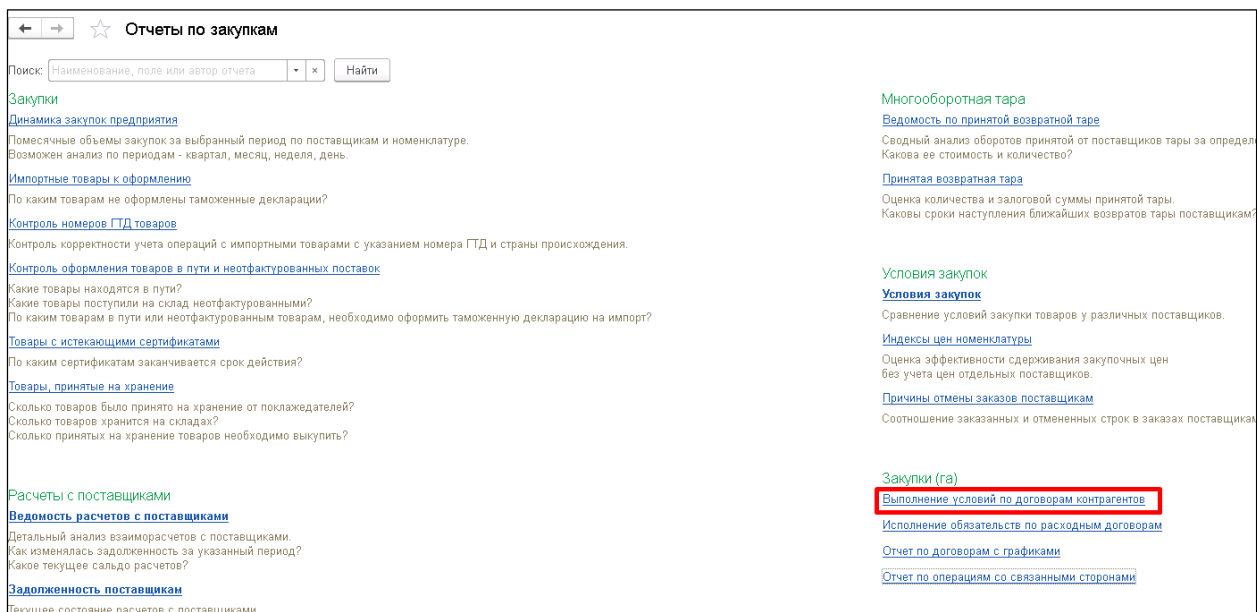 Отчеты по закупкам
Поиск: Наименование, поле или автор отчета Найти
Закупки
Динамика закупок предприятия
Помесячные объемы закупок за выбранный период по поставщикам и номенклатуре.
Возможен анализ по периодам - квартал, месяц, неделя, день.
Импортные товары к оформлению
По каким товарам не оформлены таможенные декларации?
Контроль номеров ГТД товаров
Контроль корректности учета операций с импортными товарами с указанием номера ГТД и страны происхождения.
Контроль оформления товаров в пути и неотфактурованных поставок
Какие товары находятся в пути?
Какие товары поступили на склад неотфактурованными?
По каким товарам в пути или неотфактурованным товарам, необходимо оформить таможенную декларацию на импорт?
Товары с истекающими сертификатами
По каким сертификатам заканчивается срок действия?
Товары, принятые на хранение
Сколько товаров было принято на хранение от поклажедателей?
Сколько товаров хранится на складах?
Сколько принятых на хранение товаров необходимо выкупить?
Расчеты с поставщиками
Ведомость расчетов с поставщиками
Детальный анализ взаиморасчетов с поставщиками.
Как изменялась задолженность за указанный период?
Какое текущее сальдо расчетов?
Задолженность поставщикам
Текущее состояние расчетов с поставщиками
Многооборотная тара
Ведомость по принятой возвратной таре
Сводный анализ оборотов принятой от поставщиков тары за определ
Какова ее стоимость и количество?
Принятая возвратная тара
Оценка количества и залоговой суммы принятой тары.
Каковы сроки наступления ближайших возвратов тары поставщикам?
Условия закупок
Условия закупок
Сравнение условий закупки товаров у различных поставщиков.
Индексы цен номенклатуры
Оценка эффективности сдерживания закупочных цен
без учета цен отдельных поставщиков.
Причины отмены заказов поставщикам
Соотношение заказанных и отмененных строк в заказах поставщикам
Закупки (га)
Выполнение условий по договорам контрагентов
Исполнение обязательств по расходным договорам
Отчет по договорам с графиками
Отчет по операциям со связанными сторонами